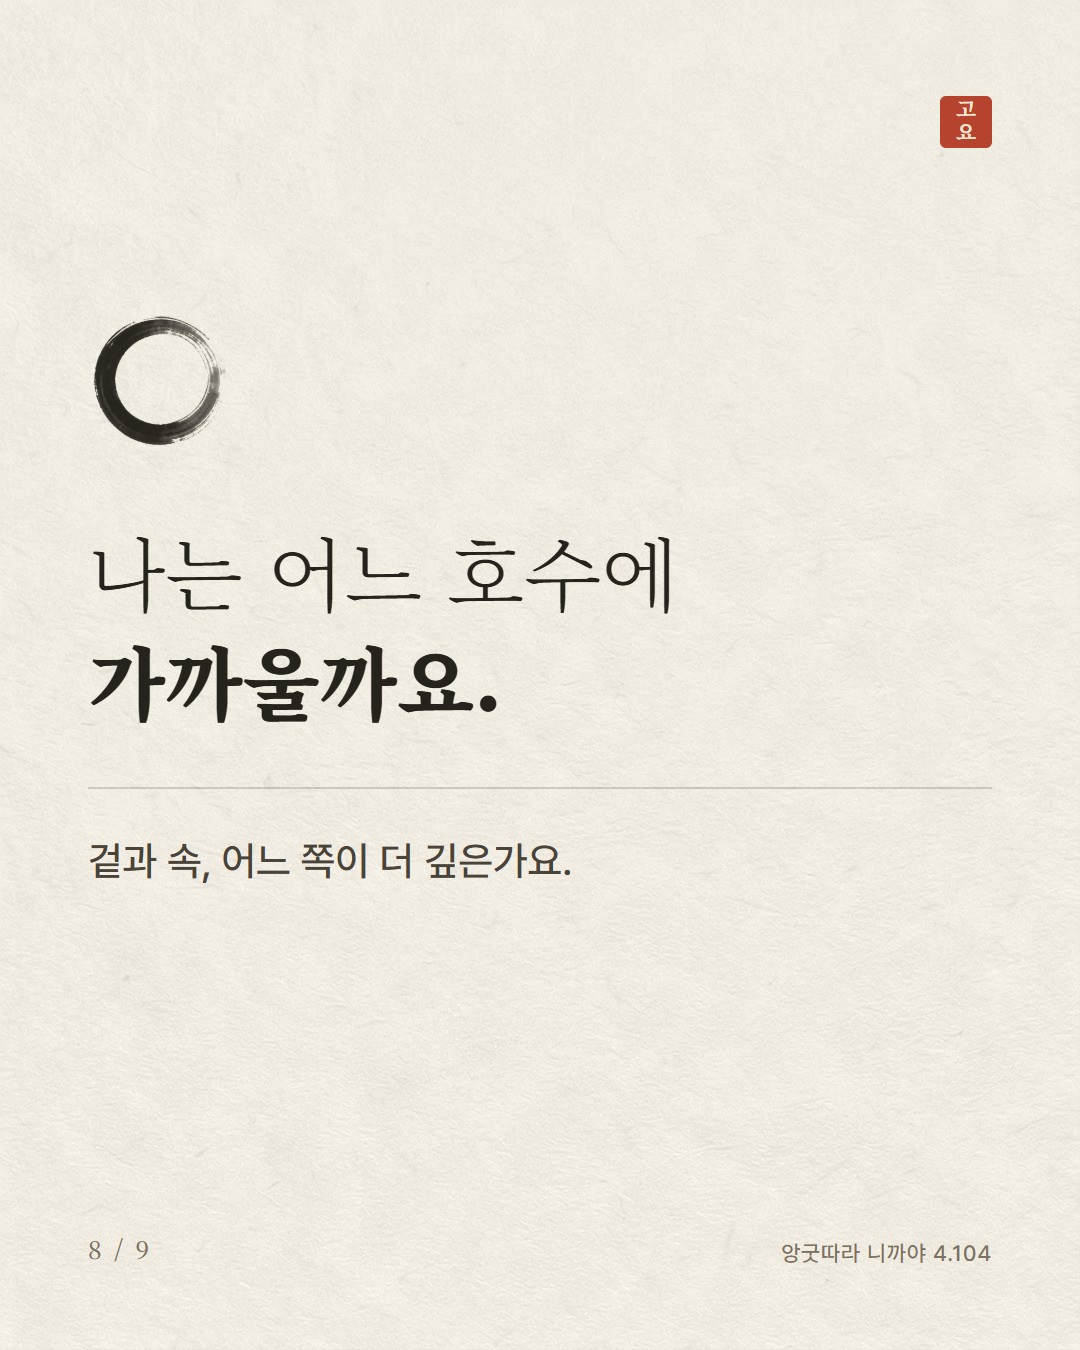 고
요
나는 어느 호수에
가까울까요.
겉과 속, 어느 쪽이 더 깊은가요.
8 / 9
앙굿따라 니까야 4.104